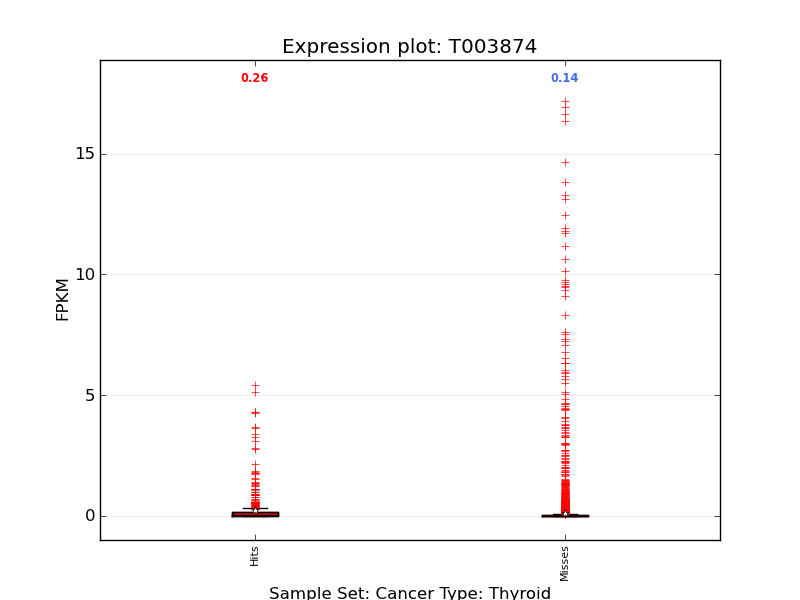 Expression plot: T003874
0.26
0.14
15
10
5
0
FPKM
Hits
Misses
Sample Set: Cancer Type: Thyroid